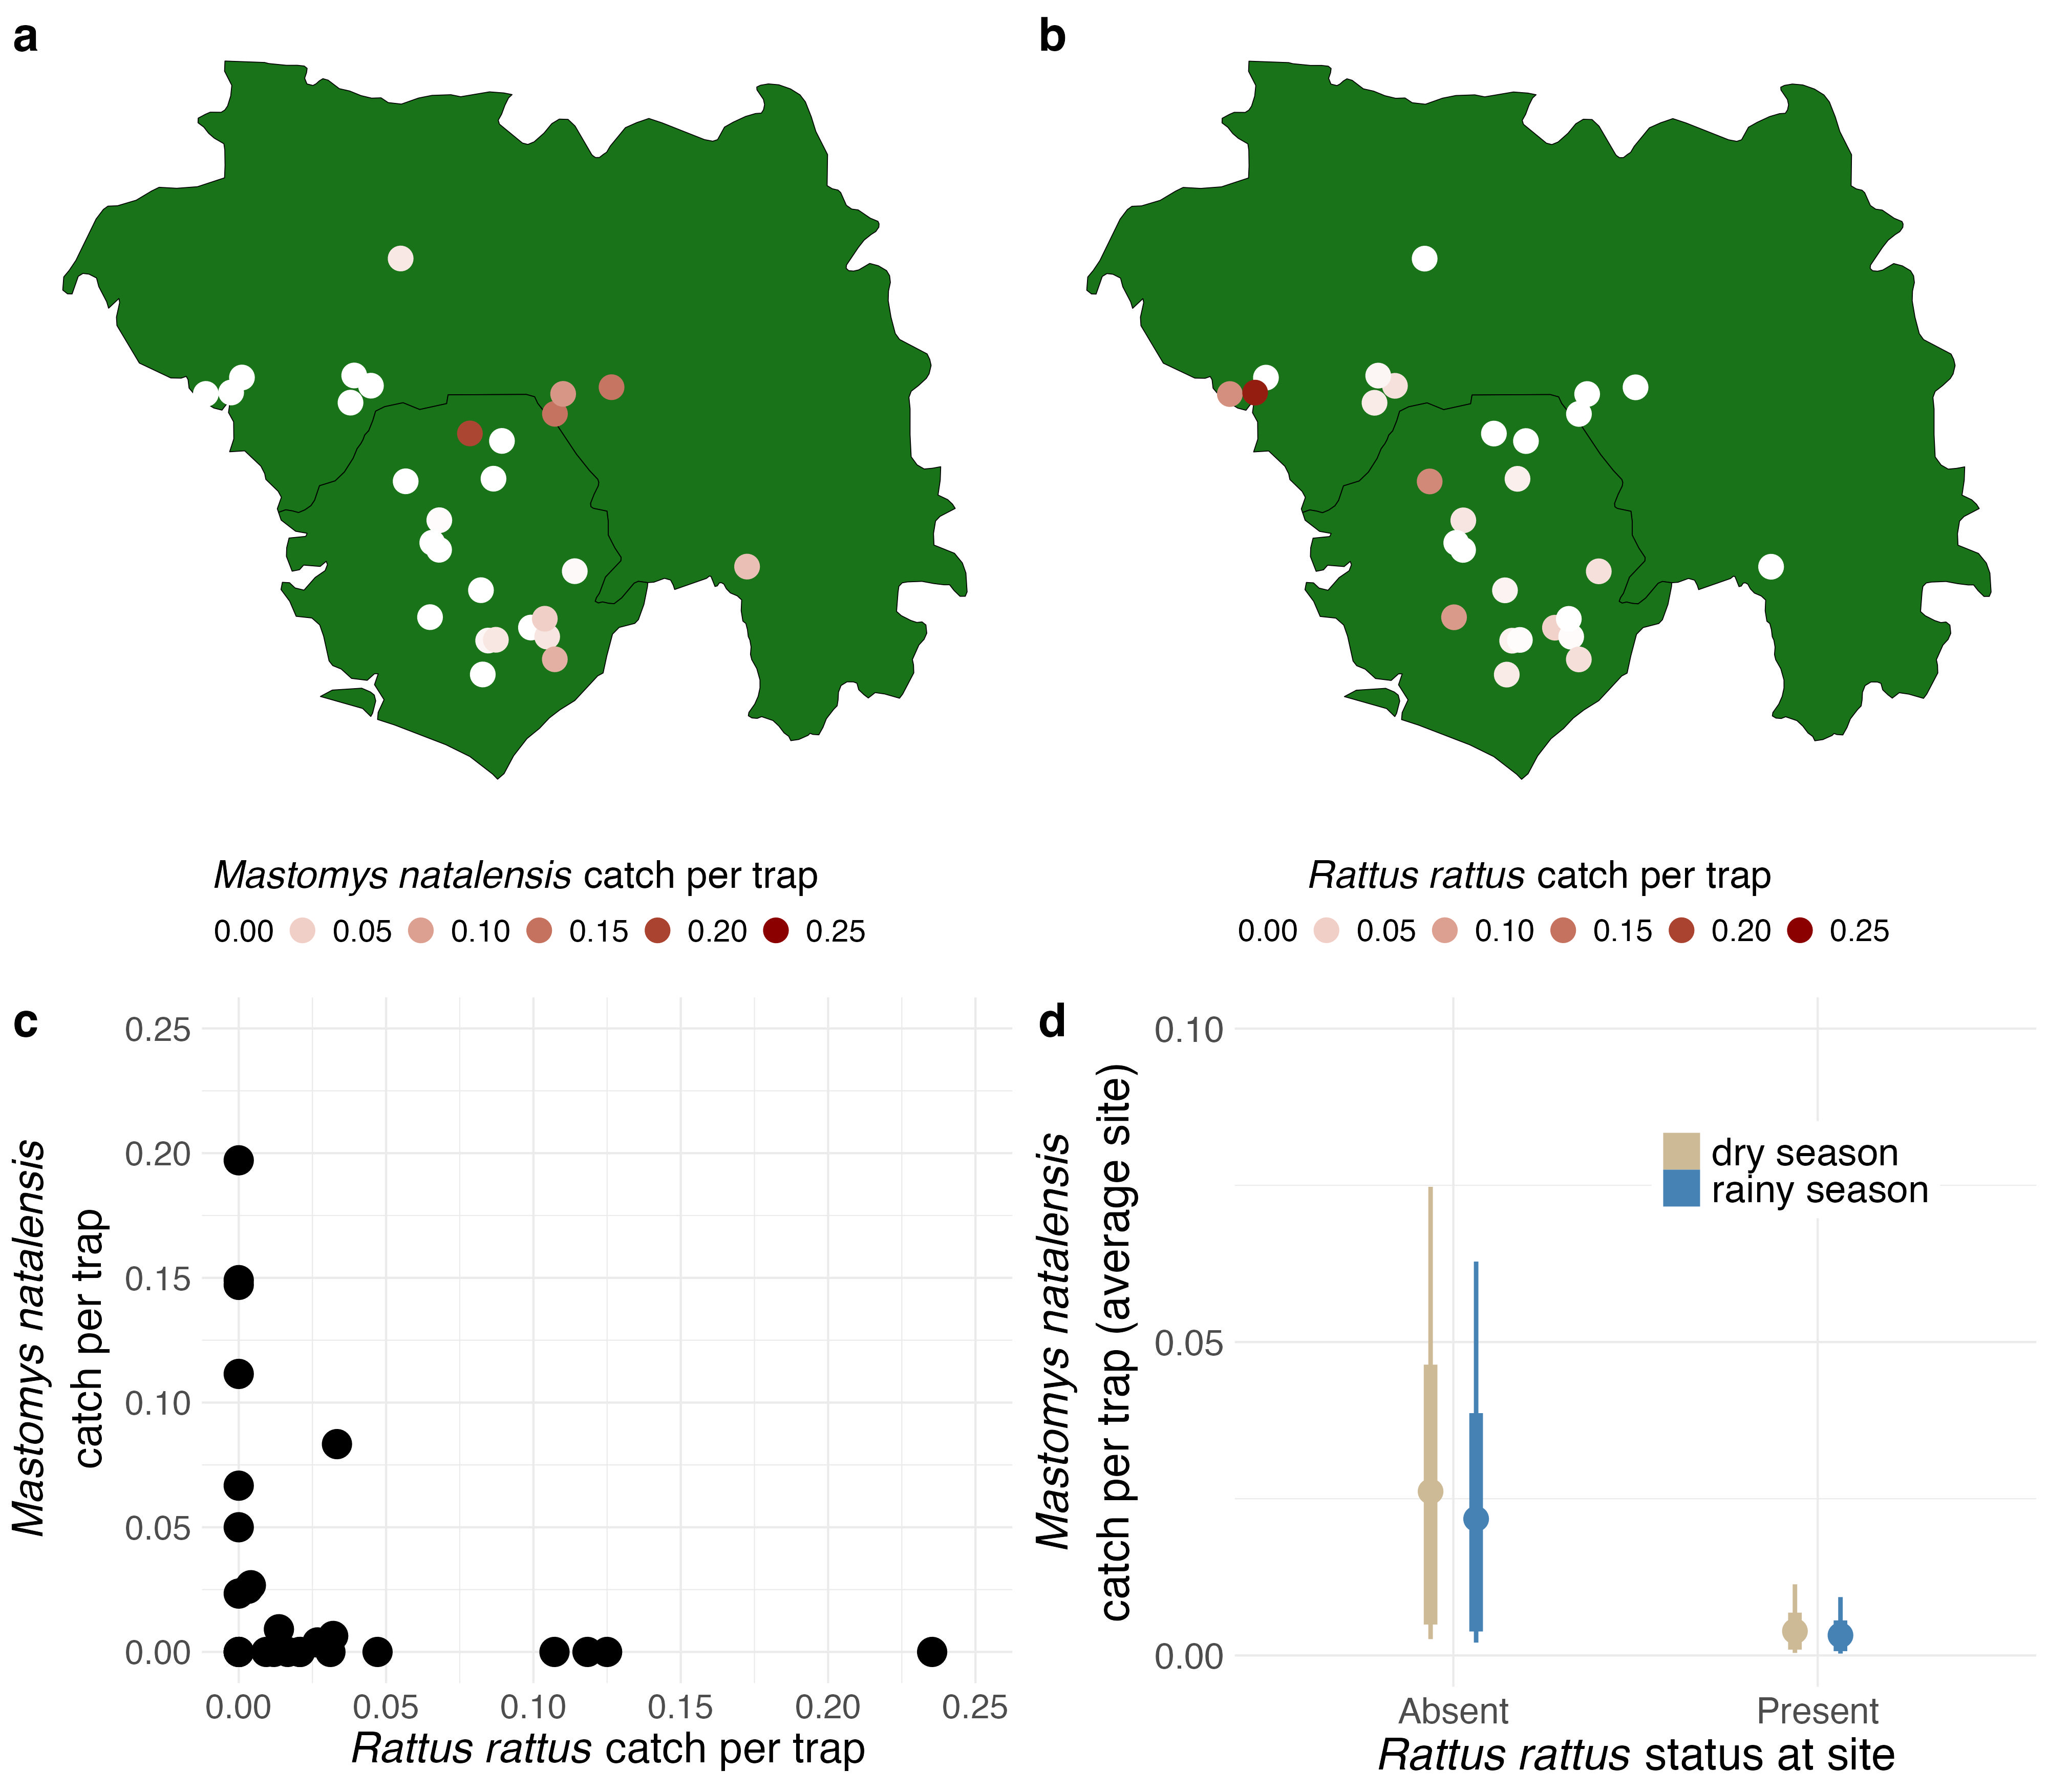 a
b
Mastomys natalensis catch per trap
0.00 0.05 0.10 0.15 0.20 0.25
Rattus rattus catch per trap
0.00 0.05 0.10 0.15 0.20 0.25
c
Mastomys natalensis
catch per trap
0.25
0.20
0.15
0.10
0.05
0.00
0.00 0.05 0.10 0.15 0.20 0.25
Rattus rattus catch per trap
d
Mastomys natalensis
catch per trap (average site)
0.10
0.05
0.00
dry season
rainy season
Absent Present
Rattus rattus status at site